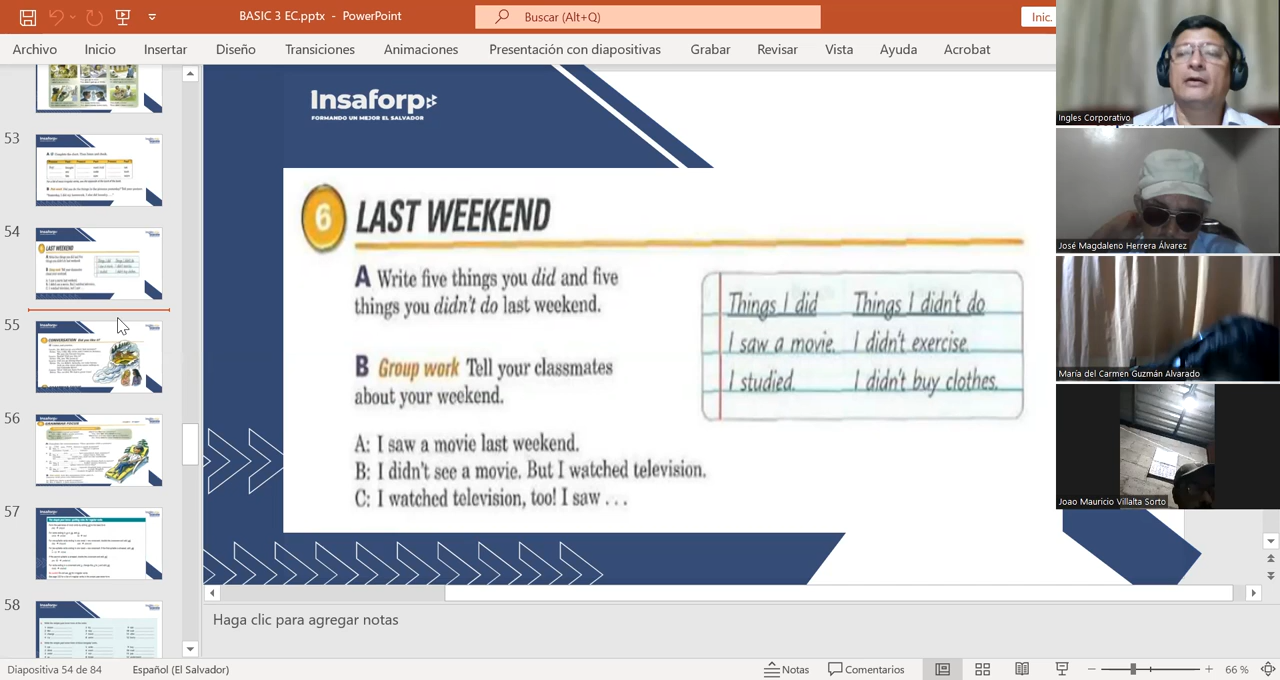 BASIC 3 EC.pptx - PowerPoint
Buscar (Alt+Q)
Inic.
Archivo Inicio Insertar Diseño Transiciones Animaciones Presentación con diapositivas Grabar Revisar Vista Ayuda Acrobat
53
54
LAST WEEKEND
55
56
57
58
Insaforp
FORMANDO UN MEJOR EL SALVADOR
6 LAST WEEKEND
A Write five things you did and five
things you didn't do last weekend.
B Group work Tell your classmates
about your weekend.
A: I saw a movie last weekend.
B: I didn't see a movie. But I watched television.
C: I watched television, too! I saw . . .
Things I did Things I didn't do
I saw a movie. I didn't exercise.
I studied. I didn't buy clothes.
Ingles Corporativo
José Magdaleno Herrera Álvarez
María del Carmen Guzmán Alvarado
Joao Mauricio Villalta Sorto
Haga clic para agregar notas
Diapositiva 54 de 84 Español (El Salvador) Notas Comentarios 66 %